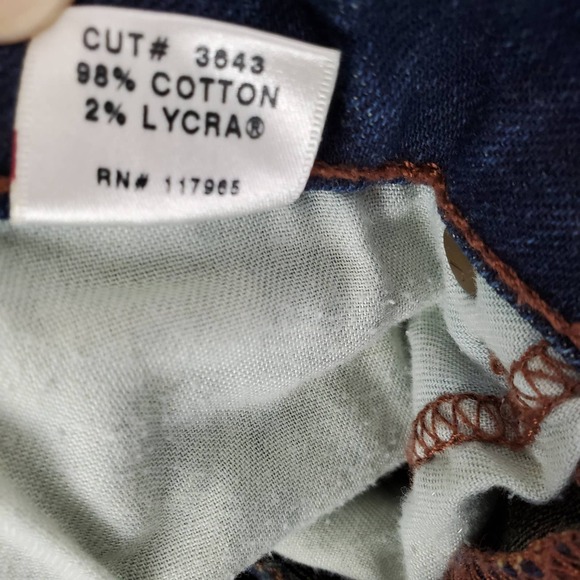 CUT# 3643
98% COTTON
2% LYCRA®
RN# 117965